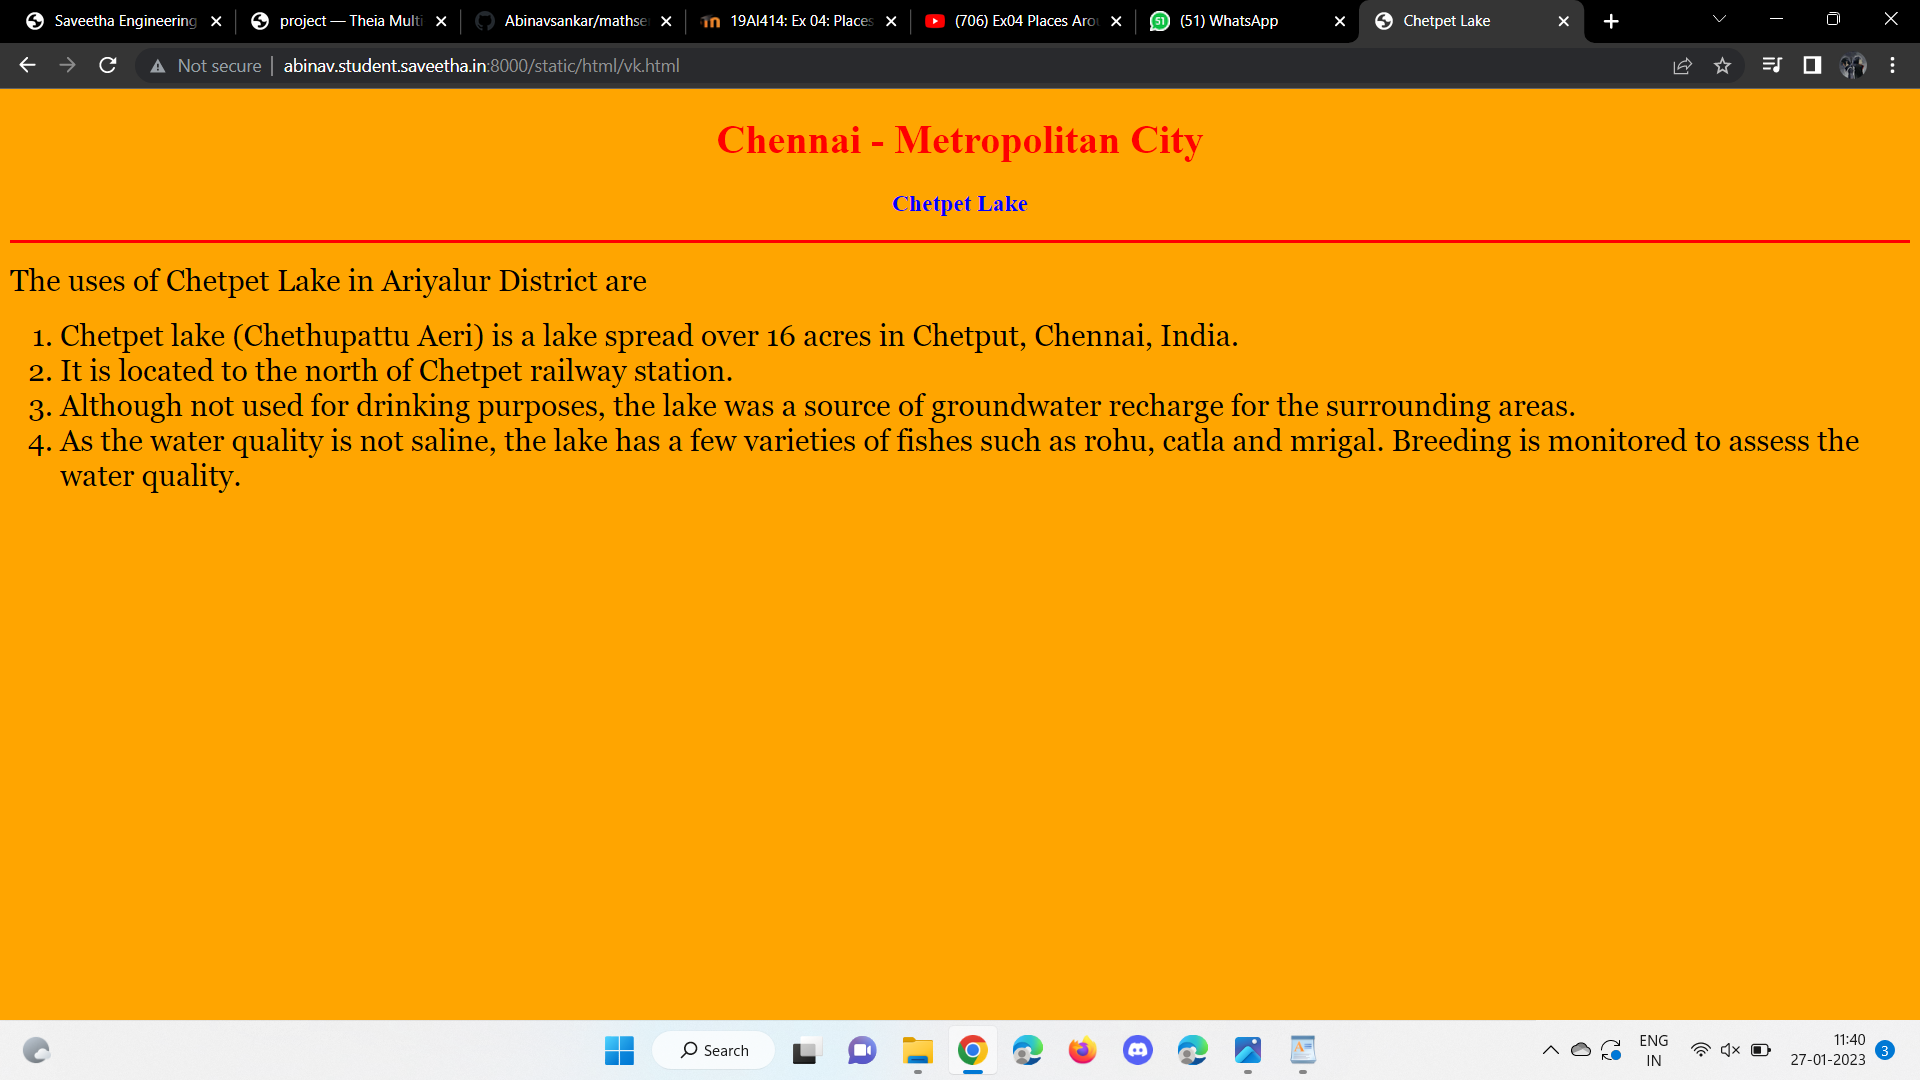 Saveetha Engineering
project — Theia Multi
Abinavsankar/mathse
19AI414: Ex 04: Places
(706) Ex04 Places Aro
(51) WhatsApp
Chetpet Lake
Not secure
abinav.student.saveetha.in:8000/static/html/vk.html
Chennai - Metropolitan City
Chetpet Lake
The uses of Chetpet Lake in Ariyalur District are
1. Chetpet lake (Chethupattu Aeri) is a lake spread over 16 acres in Chetput, Chennai, India.
2. It is located to the north of Chetpet railway station.
3. Although not used for drinking purposes, the lake was a source of groundwater recharge for the surrounding areas.
4. As the water quality is not saline, the lake has a few varieties of fishes such as rohu, catla and mrigal. Breeding is monitored to assess the
water quality.
Search
ENG
IN
11:40
27-01-2023
3